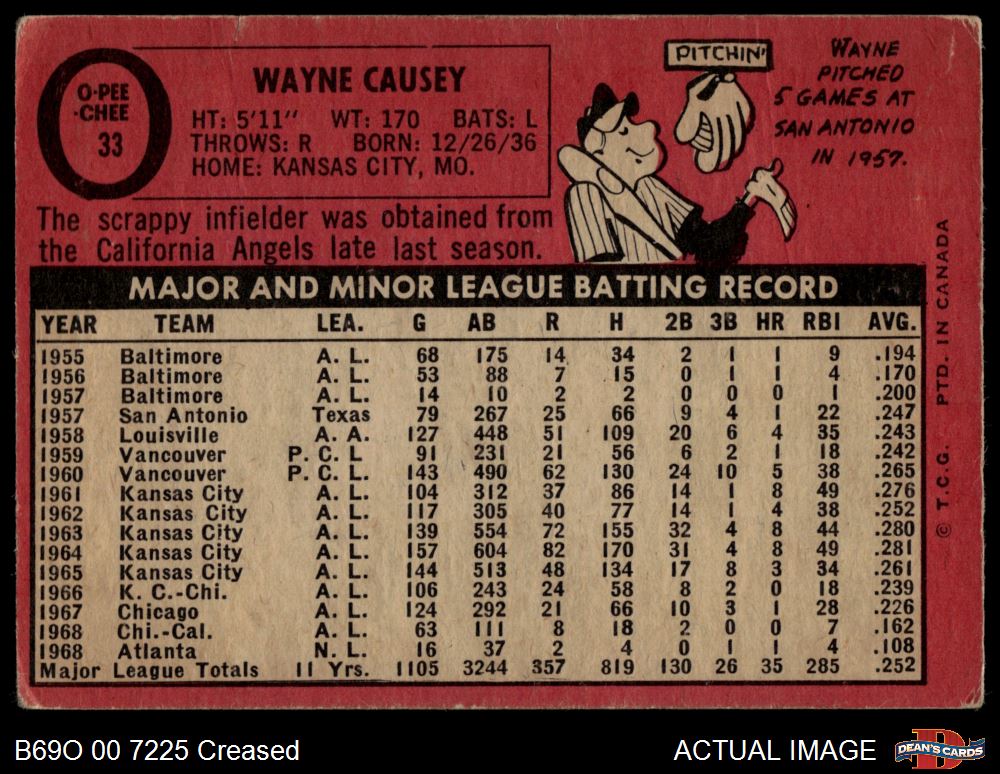 O-PEE
-CHEE
33
WAYNE CAUSEY
HT: 5'11" WT: 170 BATS: L
THROWS: R BORN: 12/26/36
HOME: KANSAS CITY, MO.
PITCHIN'
WAYNE
PITCHED
5 GAMES AT
SAN ANTONIO
IN 1957.
The scrappy infielder was obtained from
the California Angels late last season.
MAJOR AND MINOR LEAGUE BATTING RECORD
YEAR TEAM LEA. G AB R H 2B 3B HR RBI AVG.
1955 Baltimore A. L. 68 175 14 34 2 1 1 9 .194
1956 Baltimore A. L. 53 88 7 15 0 1 1 4 .170
1957 Baltimore A. L. 14 10 2 2 0 0 0 1 .200
1957 San Antonio Texas 79 267 25 66 9 4 1 22 .247
1958 Louisville A. A. 127 448 51 109 20 6 4 35 .243
1959 Vancouver P. C. L 91 231 21 56 6 2 1 18 .242
1960 Vancouver P. C. L. 143 490 62 130 24 10 5 38 .265
1961 Kansas City A. L. 104 312 37 86 14 1 8 49 .276
1962 Kansas City A. L. 117 305 40 77 14 1 4 38 .252
1963 Kansas City A. L. 139 554 72 155 32 4 8 44 .280
1964 Kansas City A. L. 157 604 82 170 31 4 8 49 .281
1965 Kansas City A. L. 144 513 48 134 17 8 3 34 .261
1966 K. C.-Chi. A. L. 106 243 24 58 8 2 0 18 .239
1967 Chicago A. L. 124 292 21 66 10 3 1 28 .226
1968 Chi.-Cal. A. L. 63 111 8 18 2 0 0 7 .162
1968 Atlanta N. L. 16 37 2 4 0 1 1 4 .108
Major League Totals 11 Yrs. 1105 3244 357 819 130 26 35 285 .252
© T.C.G. PTD. IN CANADA
B69O 00 7225 Creased
ACTUAL IMAGE
DEAN'S CARDS